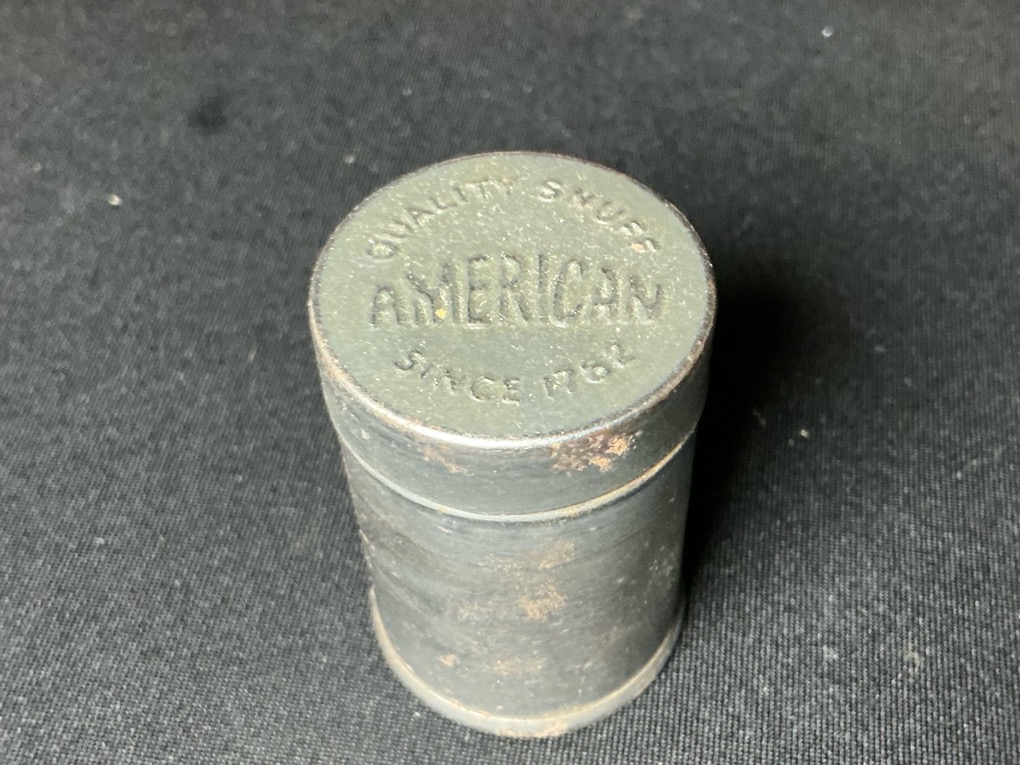 QUALITY SNUFF
AMERICAN
SINCE 1782